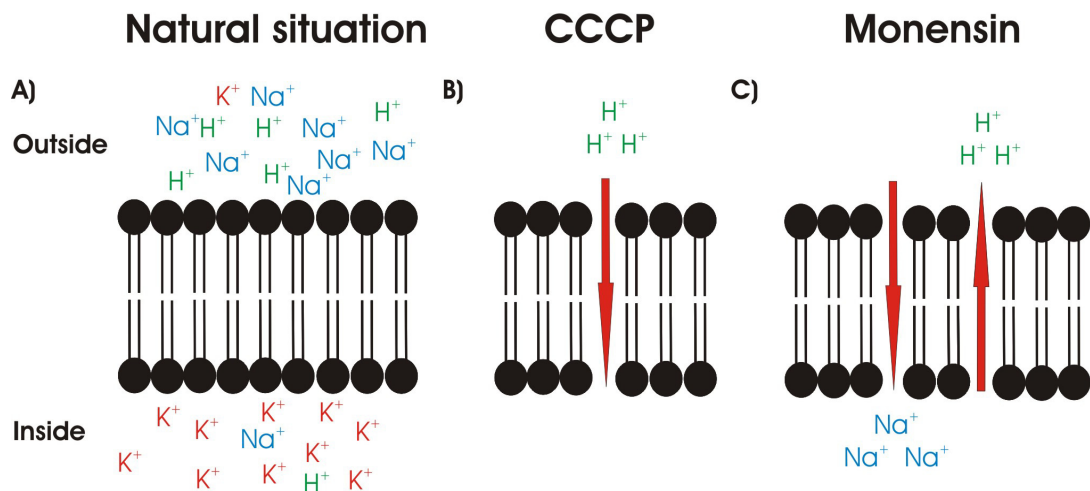 Natural situation
CCCP
Monensin
A)
B)
C)
Outside
K⁺ Na⁺
H⁺
Na⁺ H⁺ H⁺ Na⁺
Na⁺ Na⁺ Na⁺
H⁺ H⁺ Na⁺
H⁺
H⁺ H⁺
H⁺
H⁺ H⁺
Inside
K⁺ K⁺ K⁺
K⁺ Na⁺ K⁺
K⁺ K⁺
K⁺ K⁺ H⁺ K⁺
Na⁺
Na⁺ Na⁺